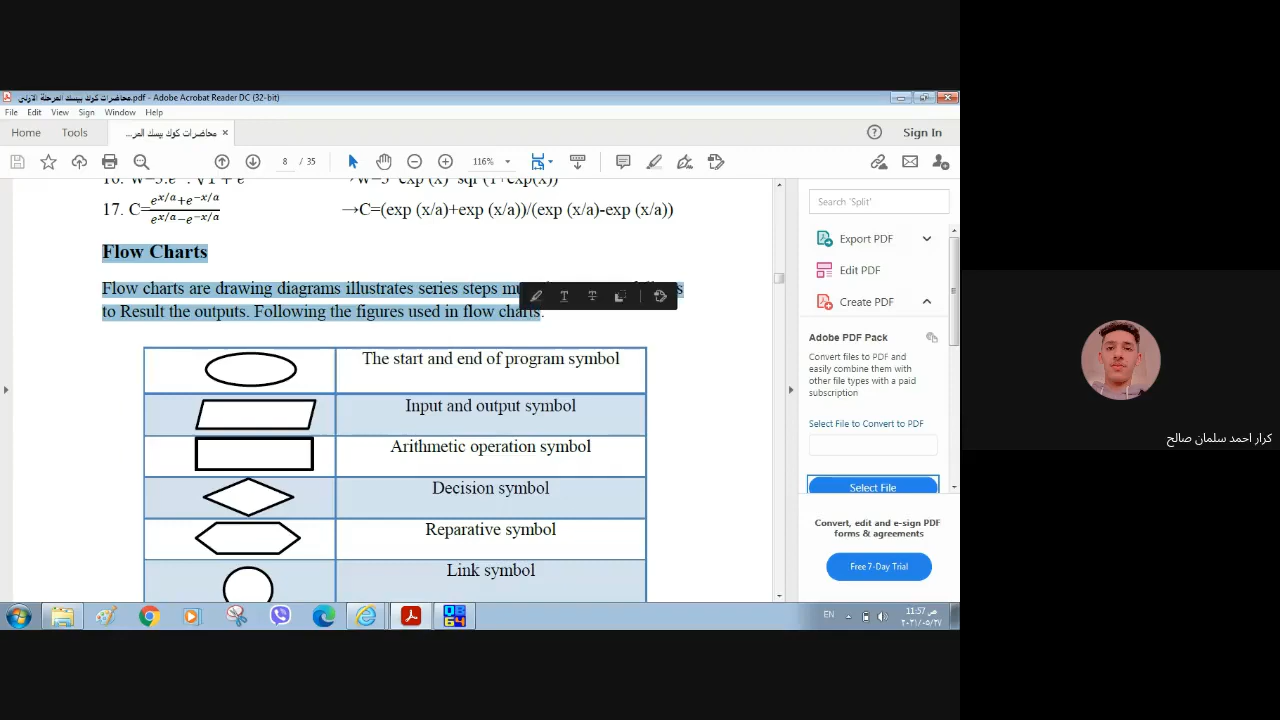 محاضرات كوك بيسك المرحلة الاولى.pdf - Adobe Acrobat Reader DC (32-bit)
File Edit View Sign Window Help
Home Tools محاضرات كوك بيسك المر... × Sign In
8 / 35 116%
17. C= e^x/a+e^−x/a / e^x/a−e^−x/a →C=(exp (x/a)+exp (x/a))/(exp (x/a)-exp (x/a))
Flow Charts
Flow charts are drawing diagrams illustrates series steps
to Result the outputs. Following the figures used in flow charts.
The start and end of program symbol
Input and output symbol
Arithmetic operation symbol
Decision symbol
Reparative symbol
Link symbol
Search 'Split'
Export PDF
Edit PDF
Create PDF
Adobe PDF Pack
Convert files to PDF and
easily combine them with
other file types with a paid
subscription
Select File to Convert to PDF
Select File
Convert, edit and e-sign PDF
forms & agreements
Free 7-Day Trial
QB
64
EN
11:57 ص
٢٠٢١/٠٥/٢٧
كرار احمد سلمان صالح